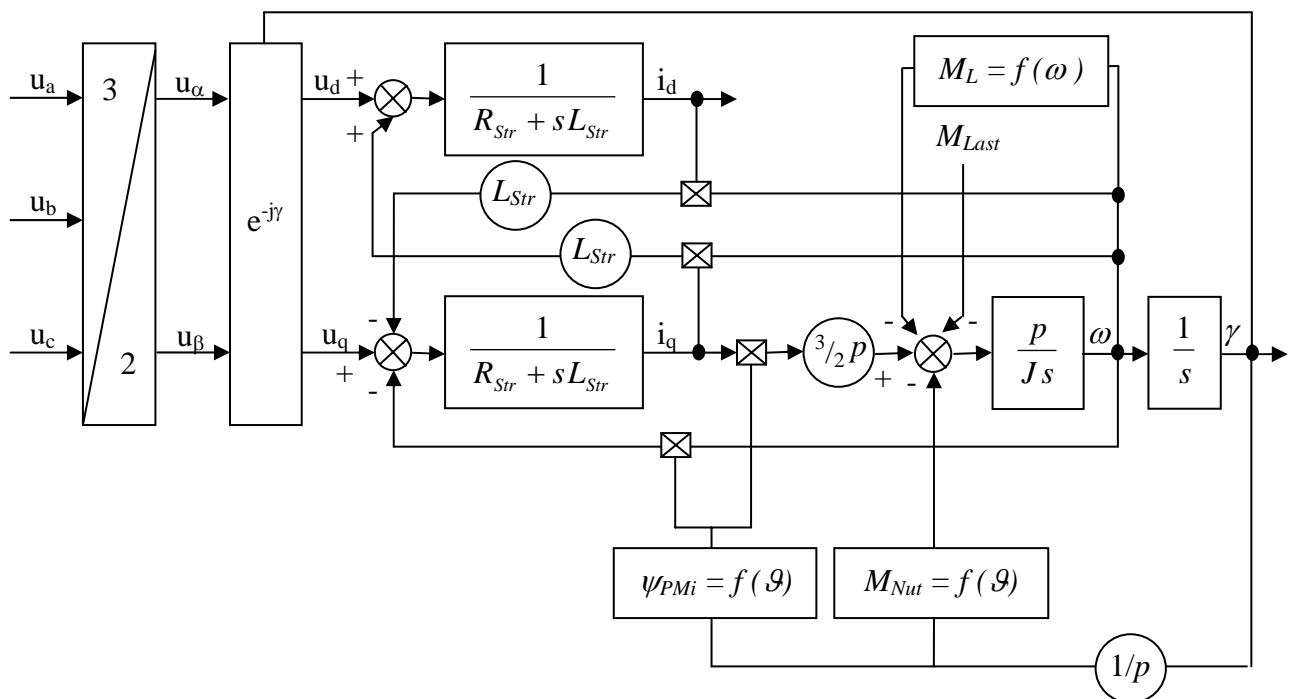 u_a
3
u_α
u_d
+
1
R_Str + sL_Str
i_d
M_L = f(ω)
+
M_Last
L_Str
u_b
e^-jγ
L_Str
u_c
2
u_β
u_q
-
+
-
1
R_Str + sL_Str
i_q
3/2 p
-
-
+
-
p
J s
ω
1
s
γ
ψ_PMi = f(ϑ)
M_Nut = f(ϑ)
1/p